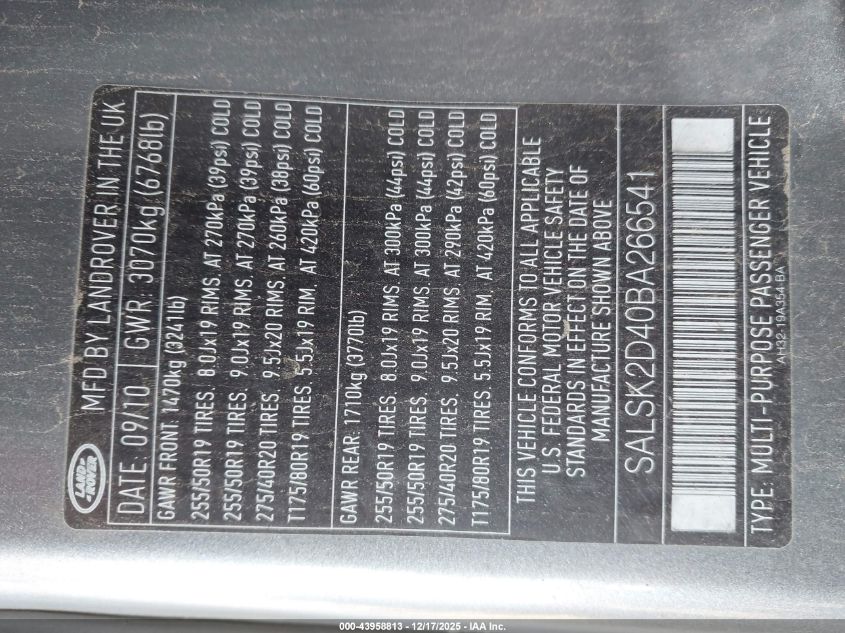 LAND-
ROVER
MFD BY LANDROVER IN THE UK
DATE: 09/10 | GWR: 3070kg (6768lb)
GAWR FRONT: 1470kg (3241lb)
255/50R19 TIRES. 8.0Jx19 RIMS. AT 270kPa (39psi) COLD
255/50R19 TIRES. 9.0Jx19 RIMS. AT 270kPa (39psi) COLD
275/40R20 TIRES. 9.5Jx20 RIMS. AT 260kPa (38psi) COLD
T175/80R19 TIRES. 5.5Jx19 RIM. AT 420kPa (60psi) COLD
GAWR REAR: 1710kg (3770lb)
255/50R19 TIRES. 8.0Jx19 RIMS. AT 300kPa (44psi) COLD
255/50R19 TIRES. 9.0Jx19 RIMS. AT 300kPa (44psi) COLD
275/40R20 TIRES. 9.5Jx20 RIMS. AT 290kPa (42psi) COLD
T175/80R19 TIRES. 5.5Jx19 RIM. AT 420kPa (60psi) COLD
THIS VEHICLE CONFORMS TO ALL APPLICABLE
U.S. FEDERAL MOTOR VEHICLE SAFETY
STANDARDS IN EFFECT ON THE DATE OF
MANUFACTURE SHOWN ABOVE
SALSK2D40BA266541
TYPE: MULTI-PURPOSE PASSENGER VEHICLE
AH32-19A354-BA
000-43958813 - 12/17/2025 - IAA Inc.